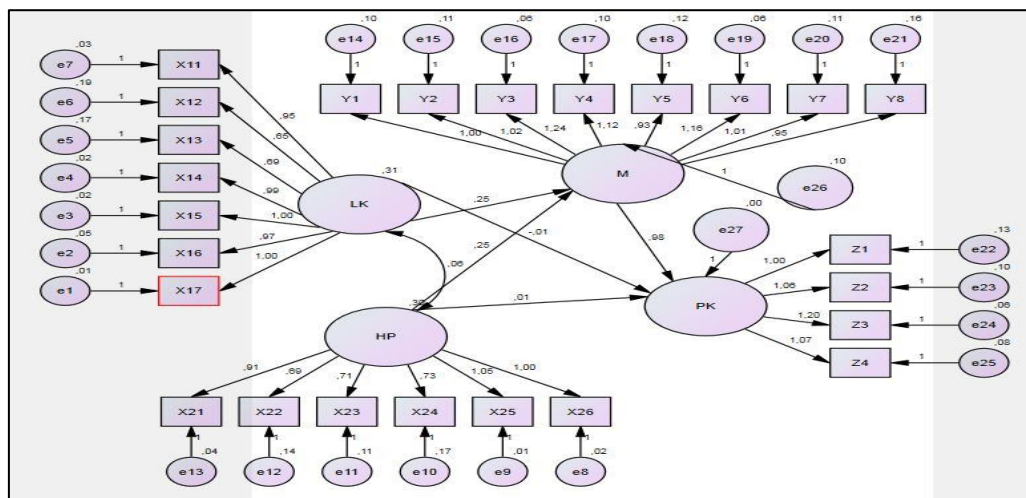 ,10 ,11 ,06 ,10 ,12 ,06 ,11 ,16
e14 e15 e16 e17 e18 e19 e20 e21
1 1 1 1 1 1 1 1
Y1 Y2 Y3 Y4 Y5 Y6 Y7 Y8
1,00 1,02 1,24 1,12 ,93 1,16 1,01 ,95
,03
e7 1 X11 ,95
,19
e6 1 X12 ,65
,17
e5 1 X13 ,69
,02
e4 1 X14 ,99
,02
e3 1 X15 1,00
,05
e2 1 X16 ,97
,01
e1 1 X17 1,00
,31
LK
M
,10
e26
1
,25
-,01
,25
,98
,06
,00
e27
1
,01
PK
HP
1,00 Z1 1 e22 ,13
1,06 Z2 1 e23 ,10
1,20 Z3 1 e24 ,06
1,07 Z4 1 e25 ,08
,91 ,69 ,71 ,73 1,05 1,00
X21 X22 X23 X24 X25 X26
1 1 1 1 1 1
,04 ,14 ,11 ,17 ,01 ,02
e13 e12 e11 e10 e9 e8